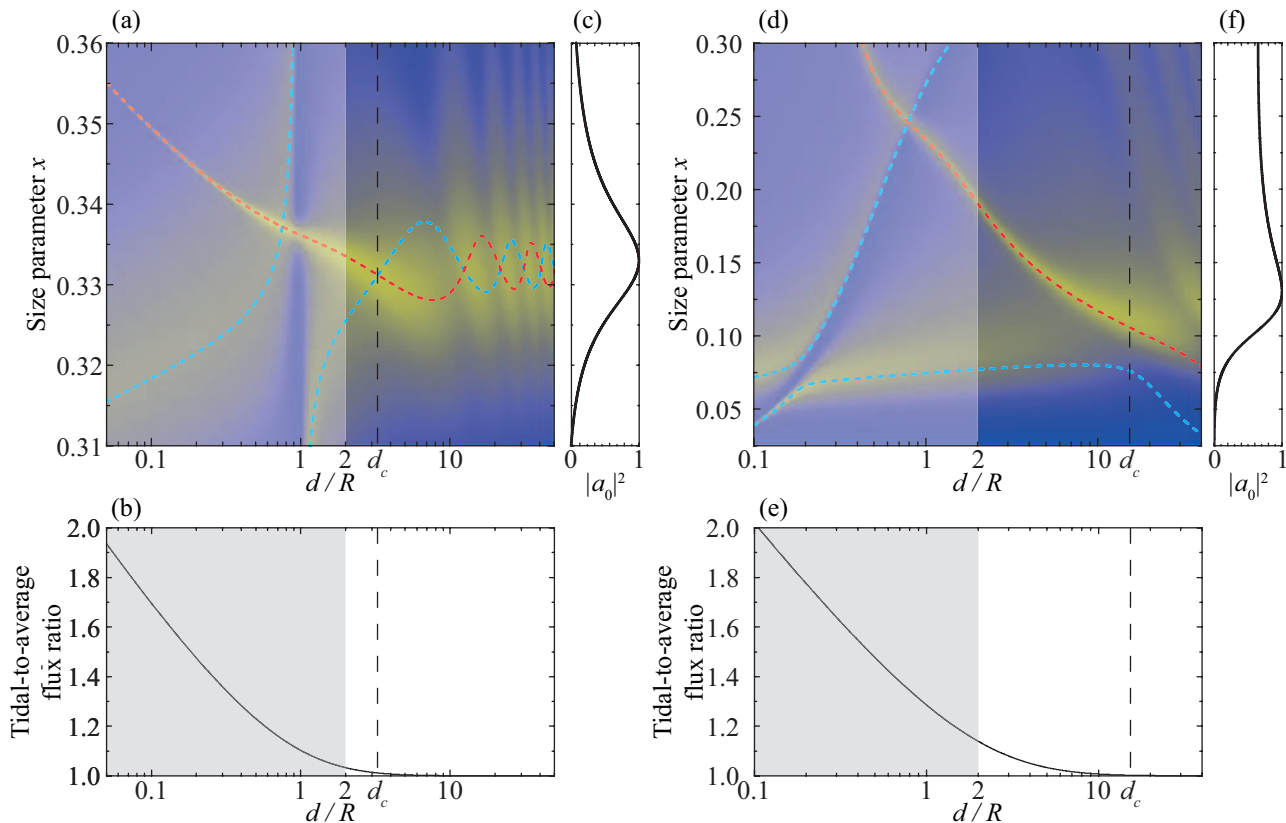 (a)
(c)
(d)
(f)
Size parameter x
0.36
0.35
0.34
0.33
0.32
0.31
0.1
1
2
d_c
10
d / R
0
1
|a_0|^2
Size parameter x
0.30
0.25
0.20
0.15
0.10
0.05
0.1
1
2
10
d_c
d / R
0
1
|a_0|^2
(b)
Tidal-to-average
flux ratio
2.0
1.8
1.6
1.4
1.2
1.0
0.1
1
2
d_c
10
d / R
(e)
Tidal-to-average
flux ratio
2.0
1.8
1.6
1.4
1.2
1.0
0.1
1
2
10
d_c
d / R